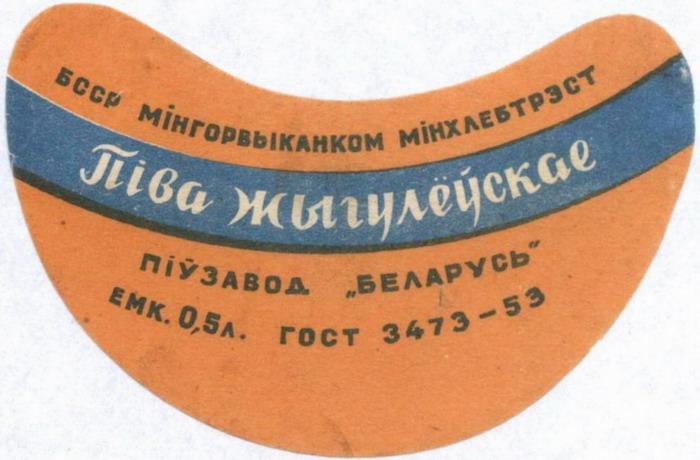 БССР МІНГОРВЫКАНКОМ МІНХЛЕБТРЭСТ
Піва Жыгулёўскае
ПІЎЗАВОД „БЕЛАРУСЬ"
ЕМК. 0,5л. ГОСТ 3473-53